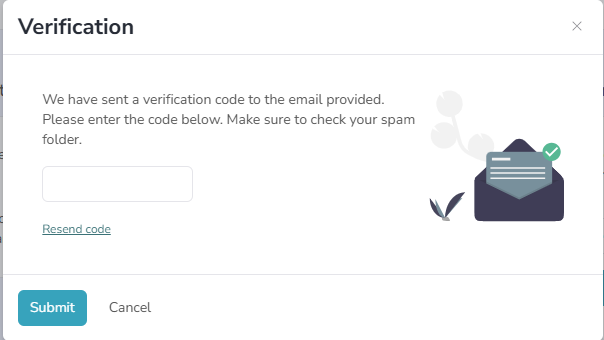 Verification
We have sent a verification code to the email provided.
Please enter the code below. Make sure to check your spam
folder.
Resend code
Submit Cancel